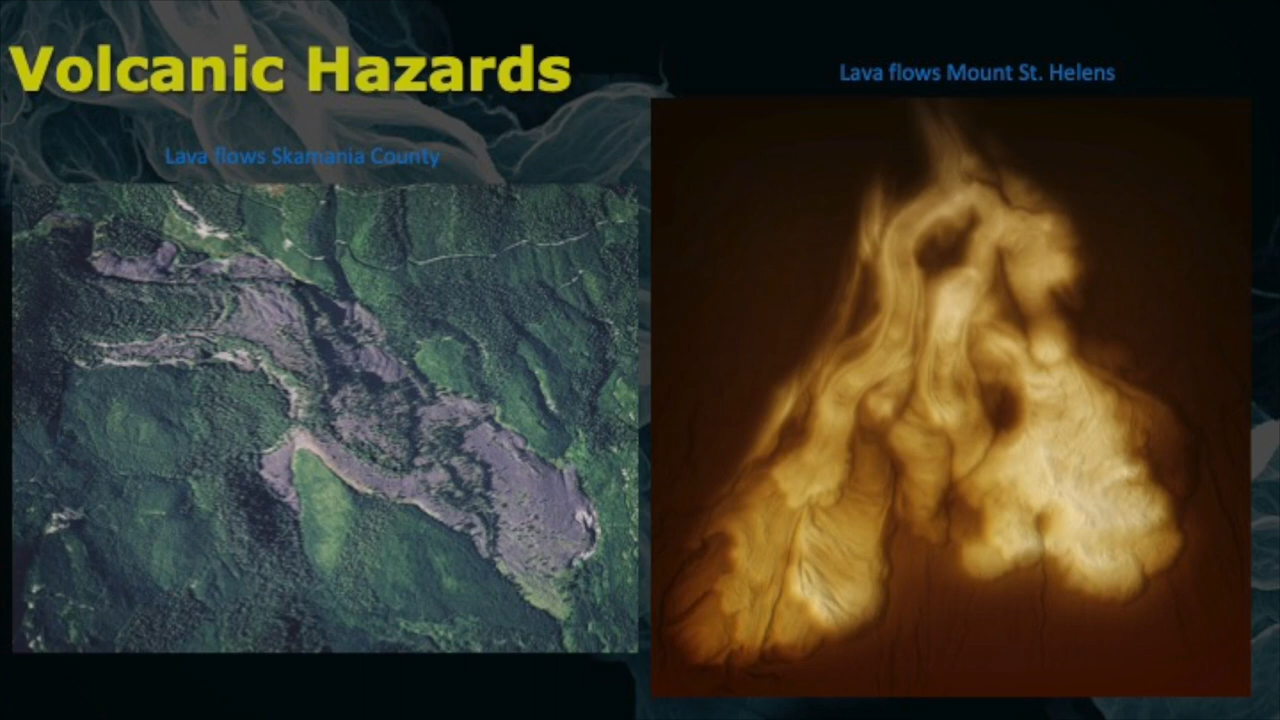 Volcanic Hazards
Lava flows Mount St. Helens
Lava flows Skamania County